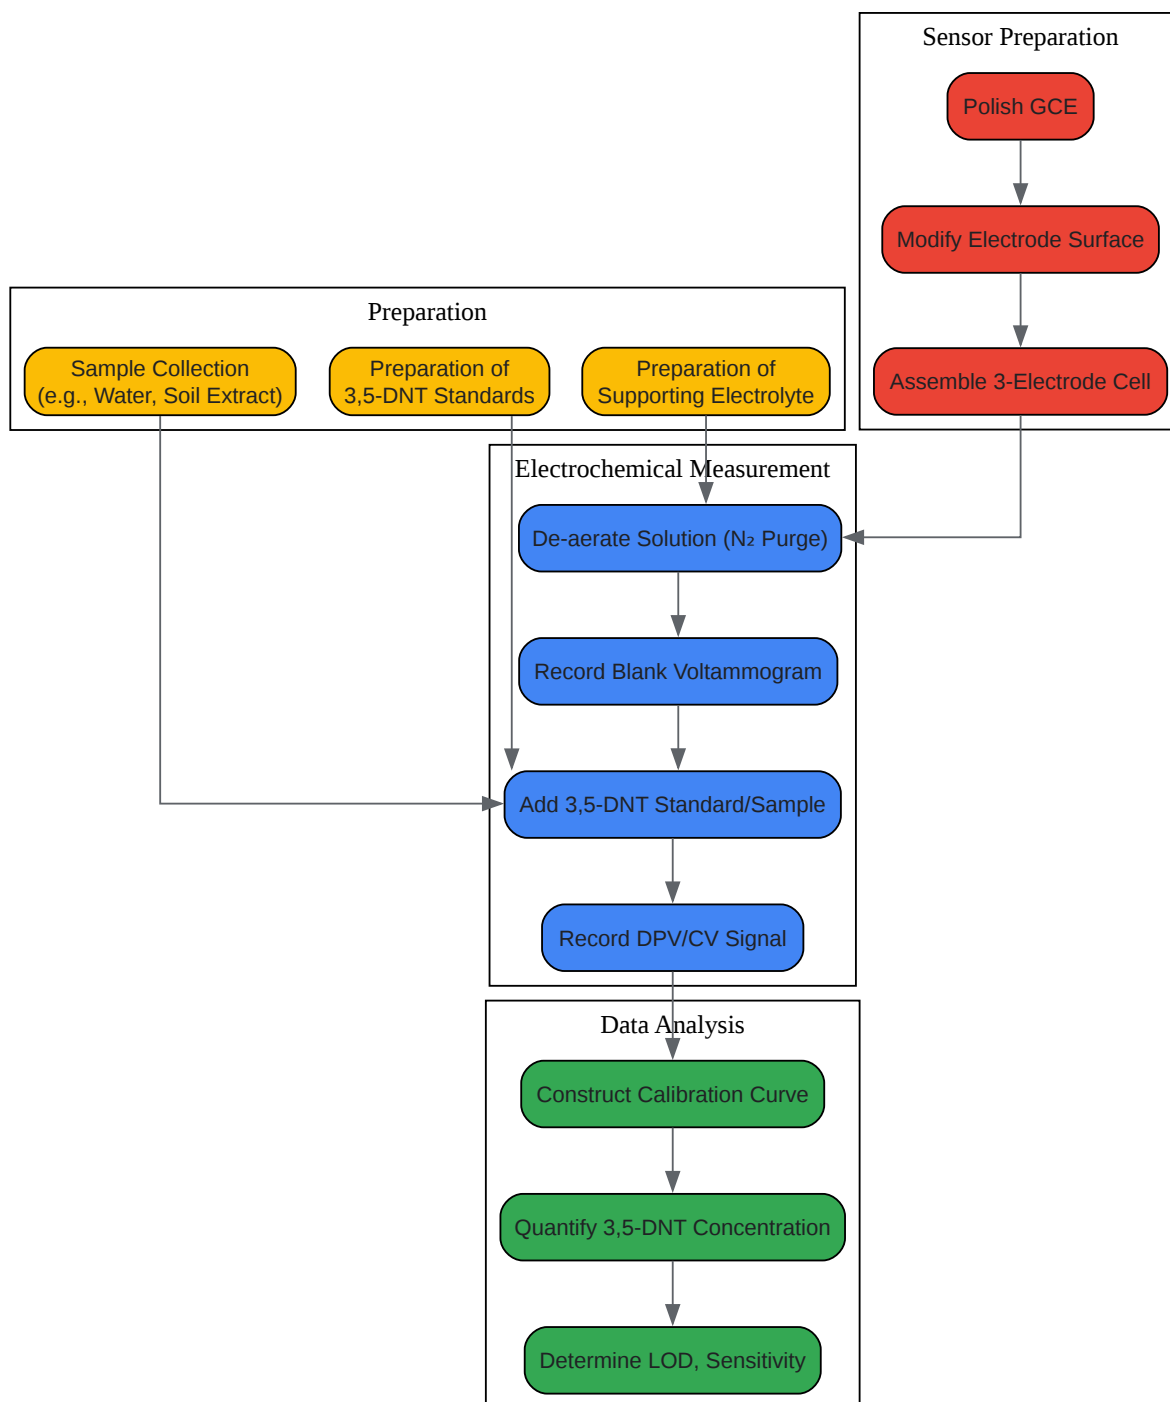 Sensor Preparation
Polish GCE
Modify Electrode Surface
Assemble 3-Electrode Cell
Preparation
Sample Collection
(e.g., Water, Soil Extract)
Preparation of
3,5-DNT Standards
Preparation of
Supporting Electrolyte
Electrochemical Measurement
De-aerate Solution (N₂ Purge)
Record Blank Voltammogram
Add 3,5-DNT Standard/Sample
Record DPV/CV Signal
Data Analysis
Construct Calibration Curve
Quantify 3,5-DNT Concentration
Determine LOD, Sensitivity